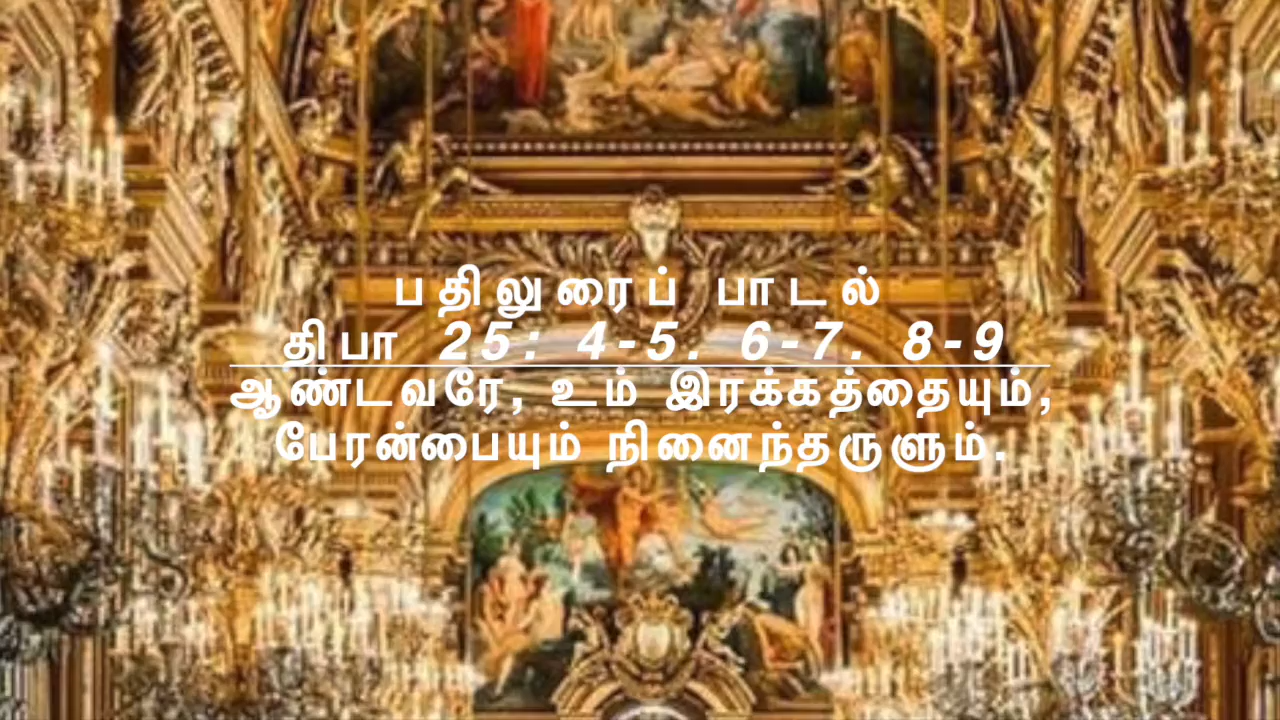 பதிலுரைப் பாடல்
திபா 25: 4-5. 6-7. 8-9
ஆண்டவரே, உம் இரக்கத்தையும்,
பேரன்பையும் நினைந்தருளும்.